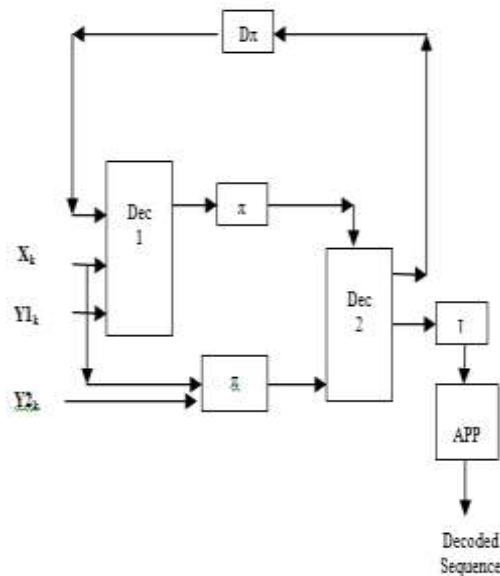 Dπ
Dec
1
π
Xk
Y1k
Dec
2
π
Y2k
APP
Decoded
Sequence